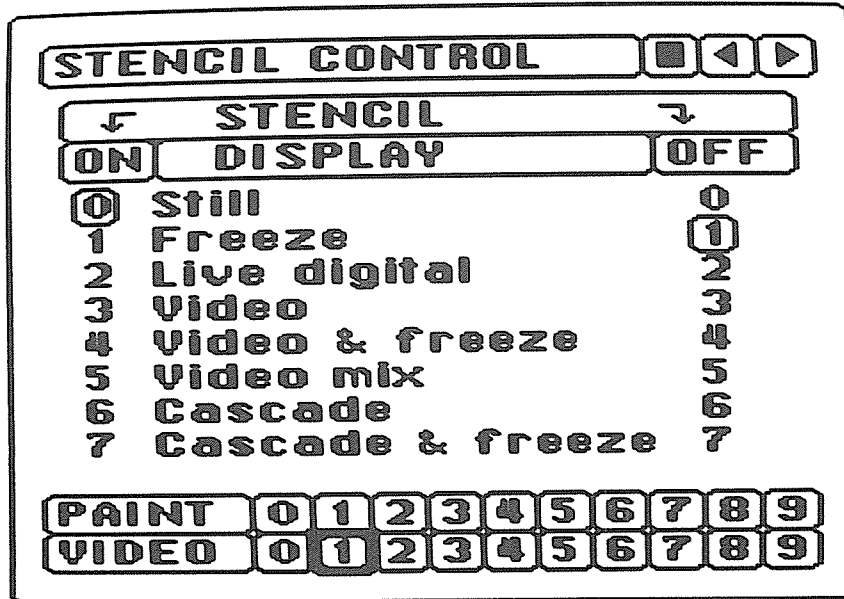 STENCIL CONTROL
STENCIL
ON DISPLAY OFF
0 Still 0
1 Freeze 1
2 Live digital 2
3 Video 3
4 Video & freeze 4
5 Video mix 5
6 Cascade 6
7 Cascade & freeze 7
PAINT 0 1 2 3 4 5 6 7 8 9
VIDEO 0 1 2 3 4 5 6 7 8 9